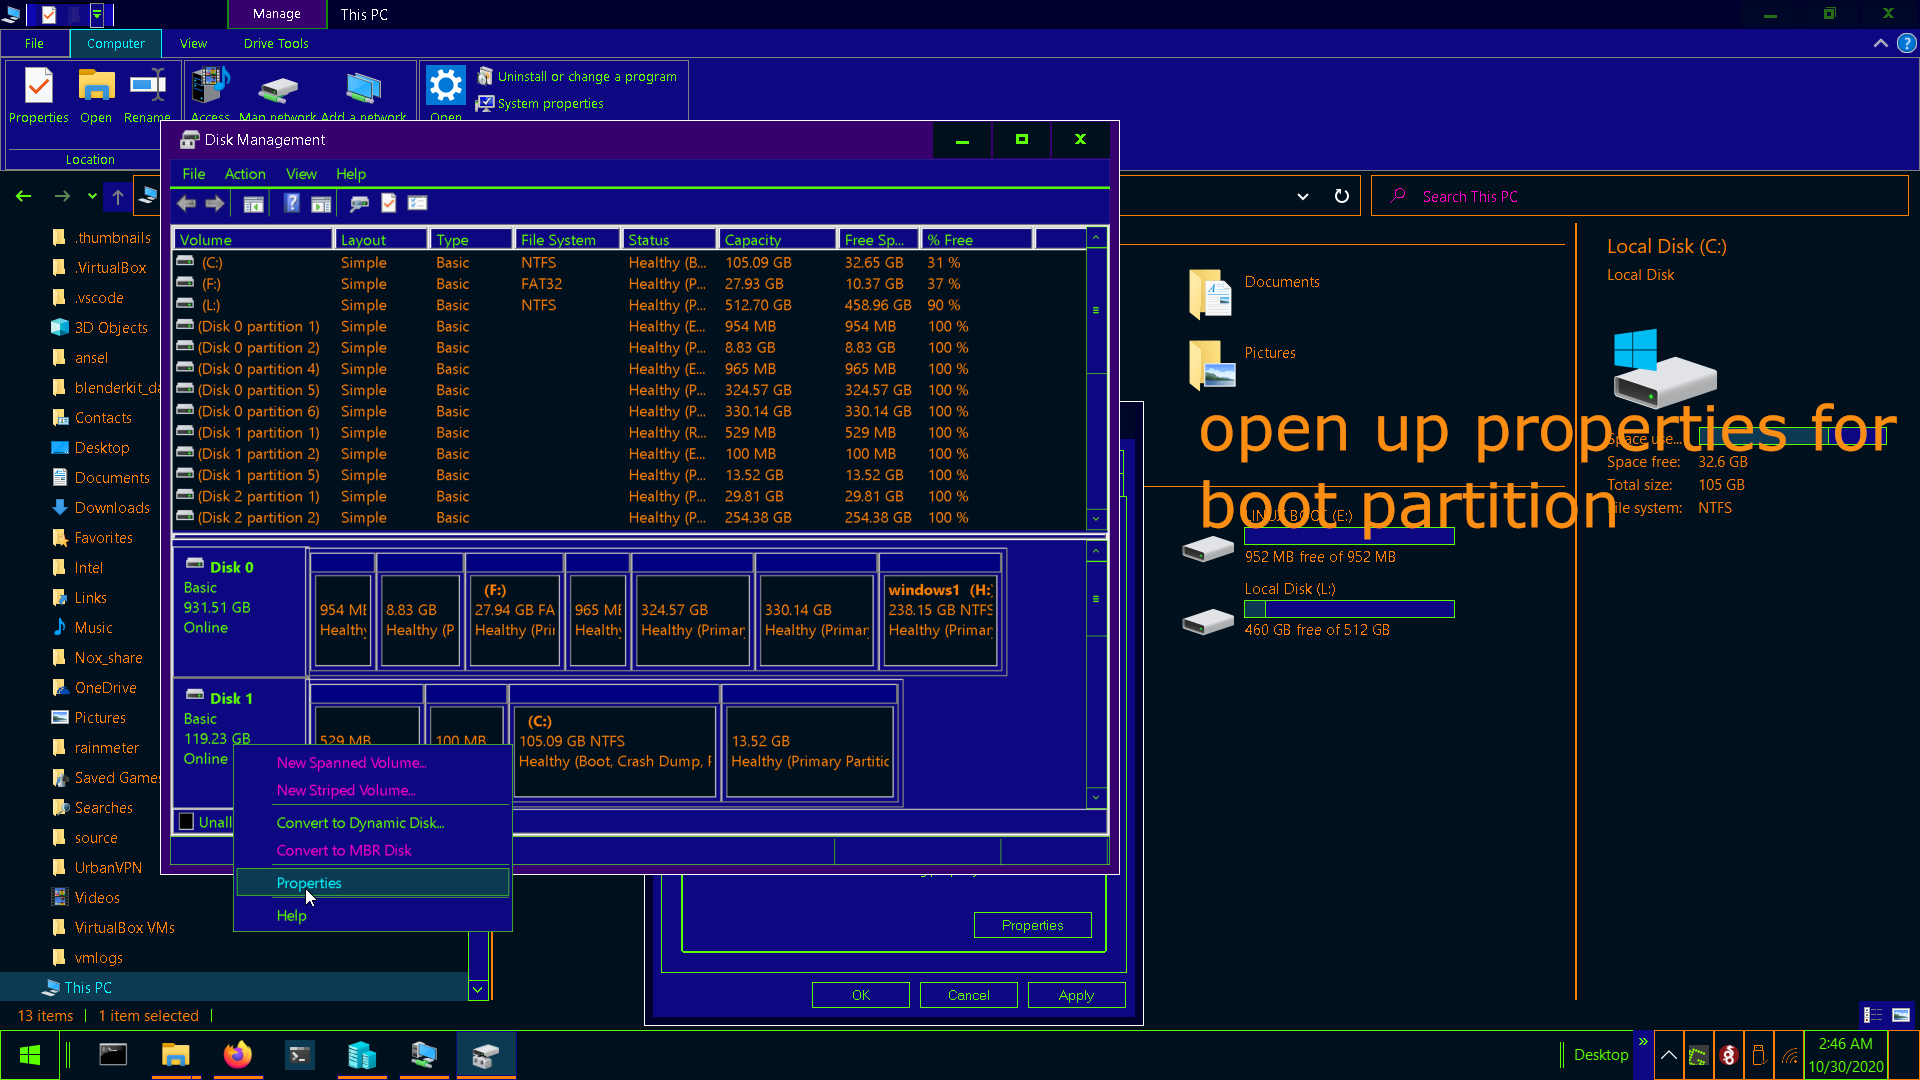 Manage
This PC
File
Computer
View
Drive Tools
Properties
Open
Rename
Access
Map network
Add a network
Open
Uninstall or change a program
System properties
Location
Disk Management
File Action View Help
Search This PC
Volume Layout Type File System Status Capacity Free Sp... % Free
(C:) Simple Basic NTFS Healthy (B... 105.09 GB 32.65 GB 31 %
(F:) Simple Basic FAT32 Healthy (P... 27.93 GB 10.37 GB 37 %
(L:) Simple Basic NTFS Healthy (P... 512.70 GB 458.96 GB 90 %
(Disk 0 partition 1) Simple Basic Healthy (E... 954 MB 954 MB 100 %
(Disk 0 partition 2) Simple Basic Healthy (P... 8.83 GB 8.83 GB 100 %
(Disk 0 partition 4) Simple Basic Healthy (E... 965 MB 965 MB 100 %
(Disk 0 partition 5) Simple Basic Healthy (P... 324.57 GB 324.57 GB 100 %
(Disk 0 partition 6) Simple Basic Healthy (P... 330.14 GB 330.14 GB 100 %
(Disk 1 partition 1) Simple Basic Healthy (R... 529 MB 529 MB 100 %
(Disk 1 partition 2) Simple Basic Healthy (E... 100 MB 100 MB 100 %
(Disk 1 partition 5) Simple Basic Healthy (P... 13.52 GB 13.52 GB 100 %
(Disk 2 partition 1) Simple Basic Healthy (P... 29.81 GB 29.81 GB 100 %
(Disk 2 partition 2) Simple Basic Healthy (P... 254.38 GB 254.38 GB 100 %
Disk 0
Basic
931.51 GB
Online
954 ME
Healthy
8.83 GB
Healthy (P
(F:)
27.94 GB FA
Healthy (Pri
965 ME
Healthy
324.57 GB
Healthy (Primar
330.14 GB
Healthy (Primar
windows1 (H:
238.15 GB NTFS
Healthy (Primar
Disk 1
Basic
119.23 GB
Online
529 MB
100 MB
(C:)
105.09 GB NTFS
Healthy (Boot, Crash Dump,
13.52 GB
Healthy (Primary Partitic
Unall
New Spanned Volume...
New Striped Volume...
Convert to Dynamic Disk...
Convert to MBR Disk
Properties
Help
.thumbnails
.VirtualBox
.vscode
3D Objects
ansel
blenderkit_da
Contacts
Desktop
Documents
Downloads
Favorites
Intel
Links
Music
Nox_share
OneDrive
Pictures
rainmeter
Saved Games
Searches
source
UrbanVPN
Videos
VirtualBox VMs
vmlogs
This PC
13 items
1 item selected
Properties
OK
Cancel
Apply
Documents
Pictures
open up properties for
boot partition
LINUX BOOT (E:)
952 MB free of 952 MB
Local Disk (L:)
460 GB free of 512 GB
Local Disk (C:)
Local Disk
Space use...
Space free: 32.6 GB
Total size: 105 GB
File system: NTFS
Desktop
2:46 AM
10/30/2020